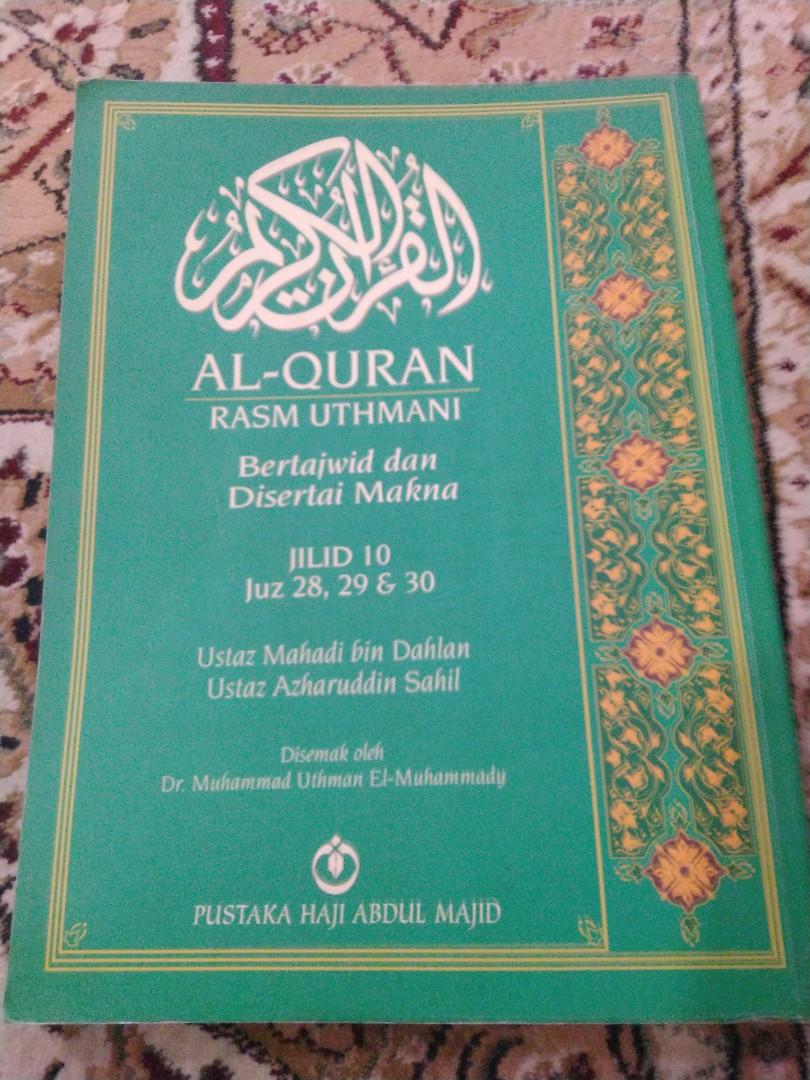 القرآن الكريم
AL-QURAN
RASM UTHMANI
Bertajwid dan
Disertai Makna
JILID 10
Juz 28, 29 & 30
Ustaz Mahadi bin Dahlan
Ustaz Azharuddin Sahil
Disemak oleh
Dr. Muhammad Uthman El-Muhammady
PUSTAKA HAJI ABDUL MAJID